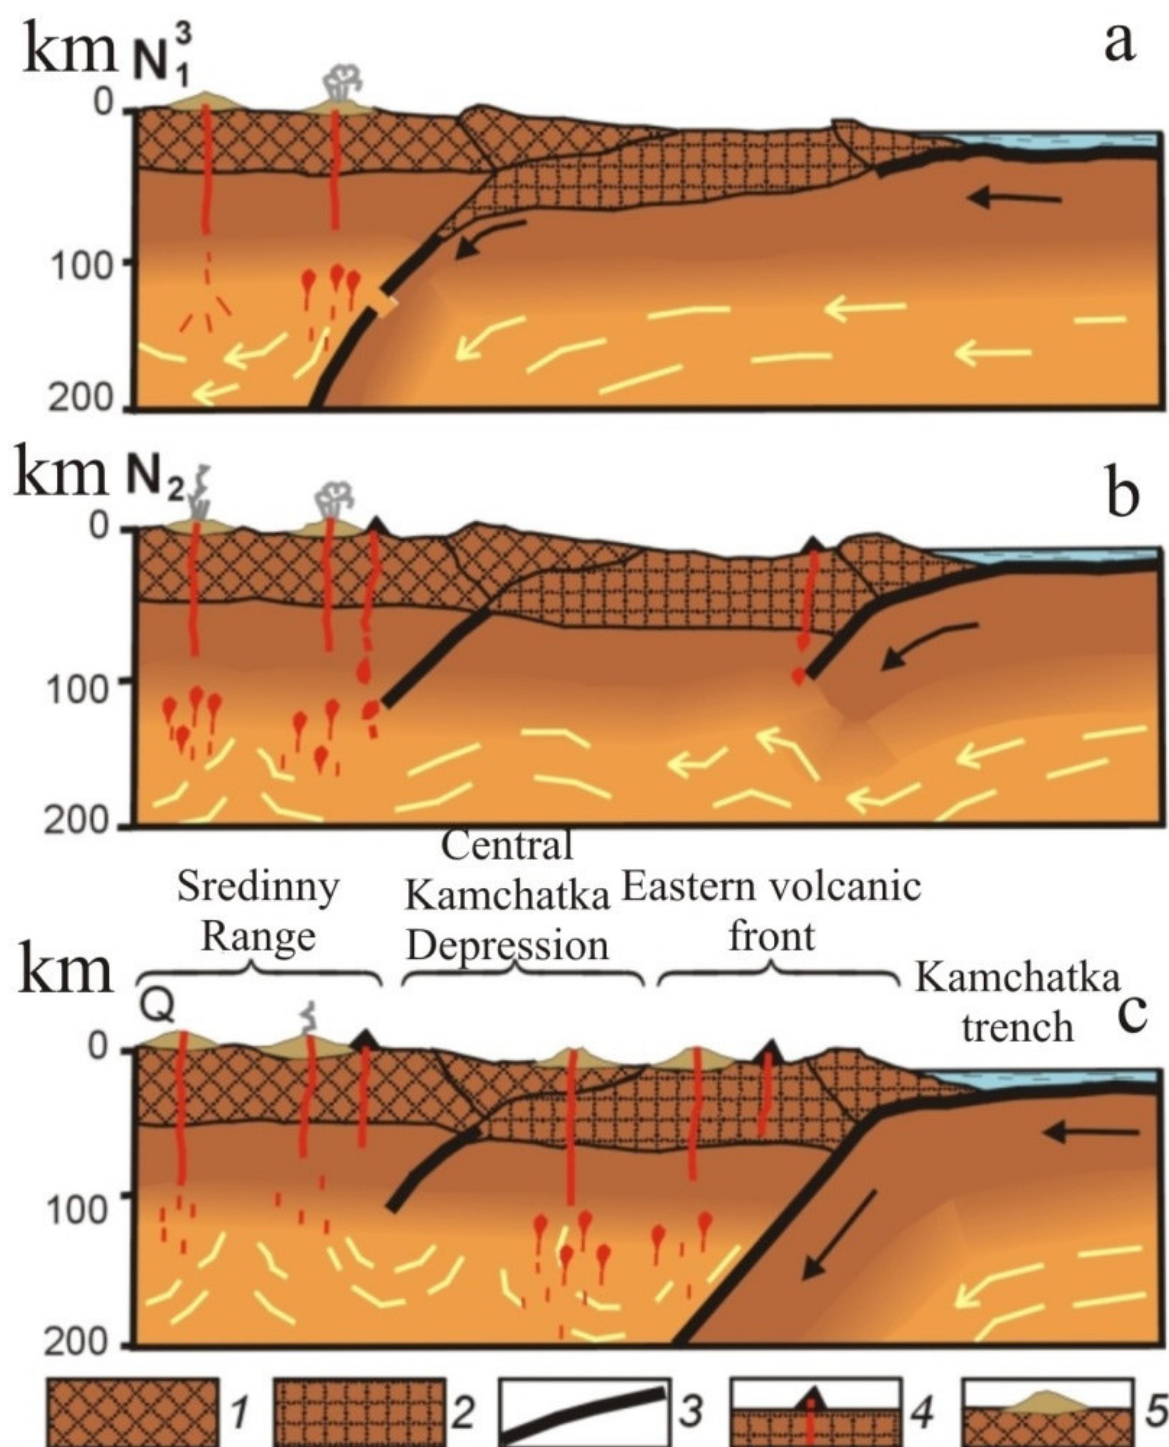 km N₁³ a
0
100
200
km N₂ b
0
100
200
Central
Sredinny Kamchatka Eastern volcanic
Range Depression front
km Kamchatka
Q trench c
0
100
200
1 2 3 4 5